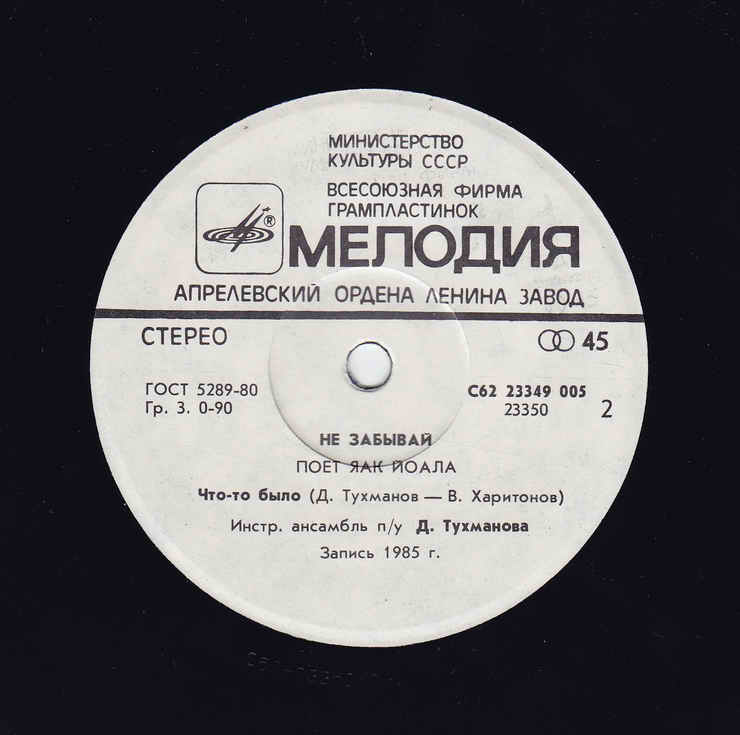 МИНИСТЕРСТВО
КУЛЬТУРЫ СССР
ВСЕСОЮЗНАЯ ФИРМА
ГРАМПЛАСТИНОК
®
МЕЛОДИЯ
АПРЕЛЕВСКИЙ ОРДЕНА ЛЕНИНА ЗАВОД
СТЕРЕО 45
ГОСТ 5289-80 С62 23349 005
Гр. 3. 0-90 23350 2
НЕ ЗАБЫВАЙ
ПОЕТ ЯАК ЙОАЛА
Что-то было (Д. Тухманов — В. Харитонов)
Инстр. ансамбль п/у Д. Тухманова
Запись 1985 г.